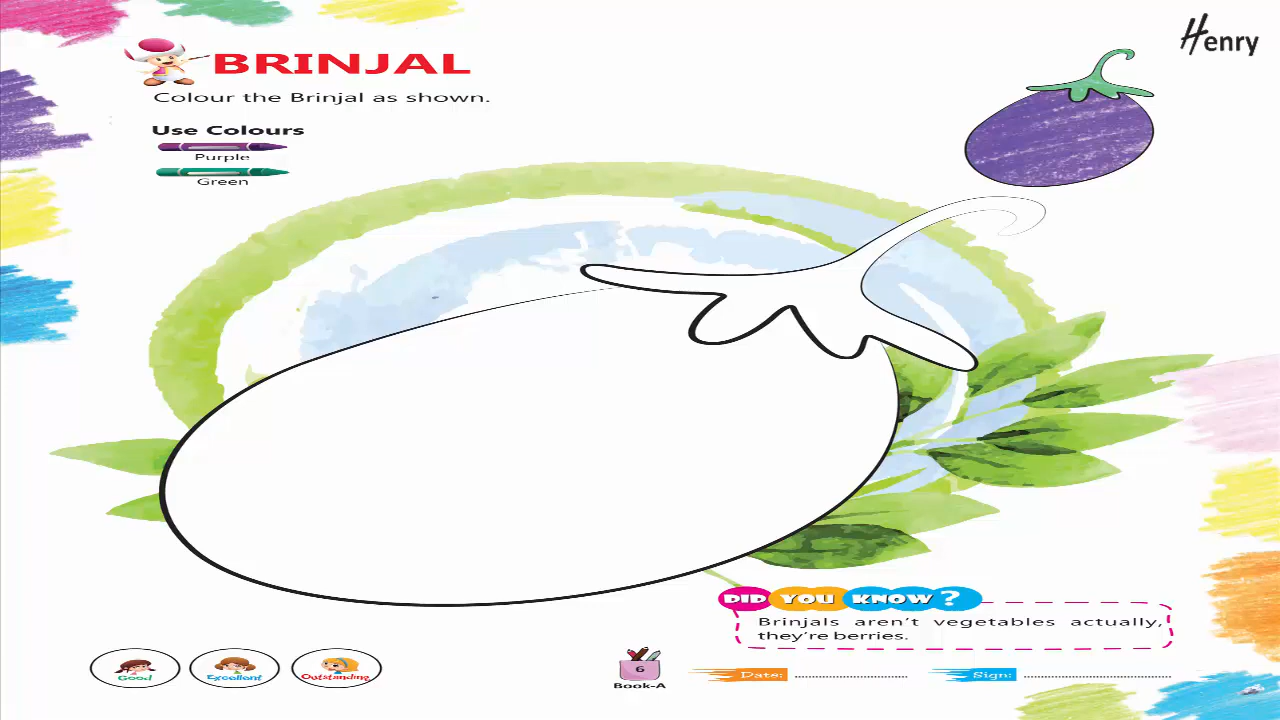 Henry
BRINJAL
Colour the Brinjal as shown.
Use Colours
Purple
Green
DID YOU KNOW?
Brinjals aren't vegetables actually,
they're berries.
Good Excellent Outstanding
6
Book-A
Date:
Sign: